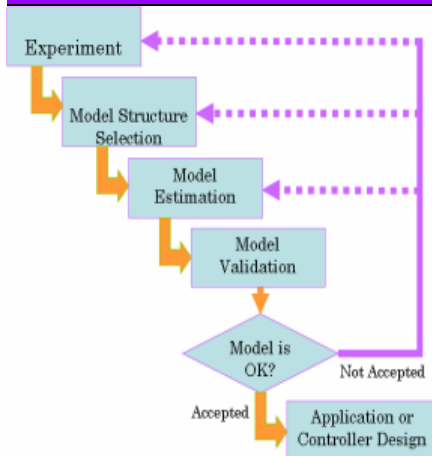 Experiment
Model Structure
Selection
Model
Estimation
Model
Validation
Model is
OK?
Not Accepted
Accepted
Application or
Controller Design